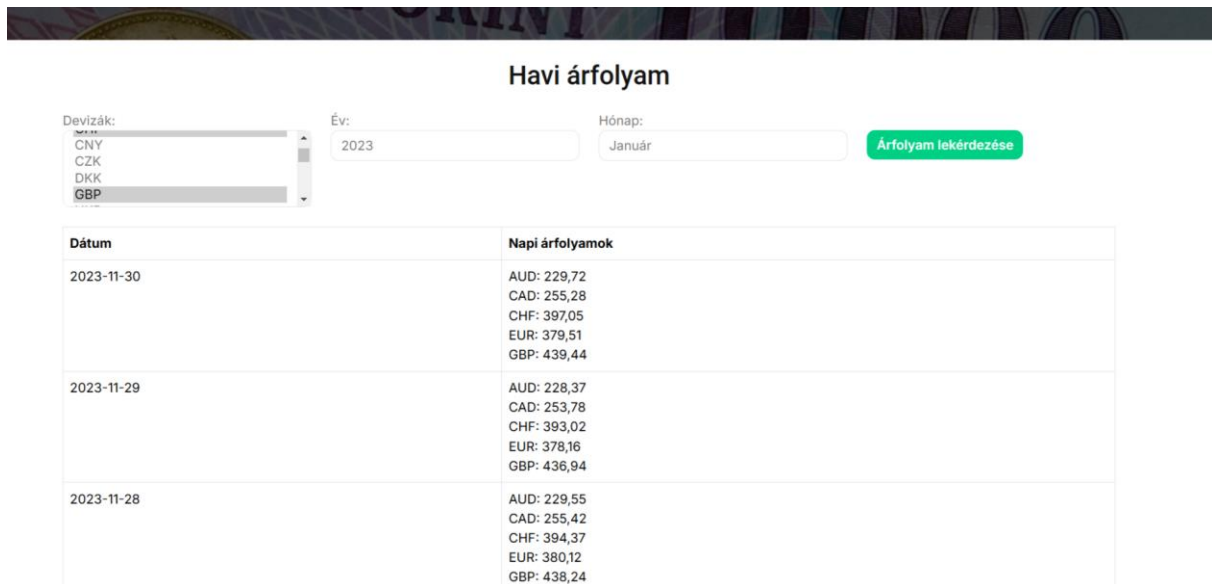 FORINT
Havi árfolyam
Devizák:
Év:
Hónap:
CNY
CZK
DKK
GBP
2023
Január
Árfolyam lekérdezése
Dátum
Napi árfolyamok
2023-11-30
AUD: 229,72
CAD: 255,28
CHF: 397,05
EUR: 379,51
GBP: 439,44
2023-11-29
AUD: 228,37
CAD: 253,78
CHF: 393,02
EUR: 378,16
GBP: 436,94
2023-11-28
AUD: 229,55
CAD: 255,42
CHF: 394,37
EUR: 380,12
GBP: 438,24